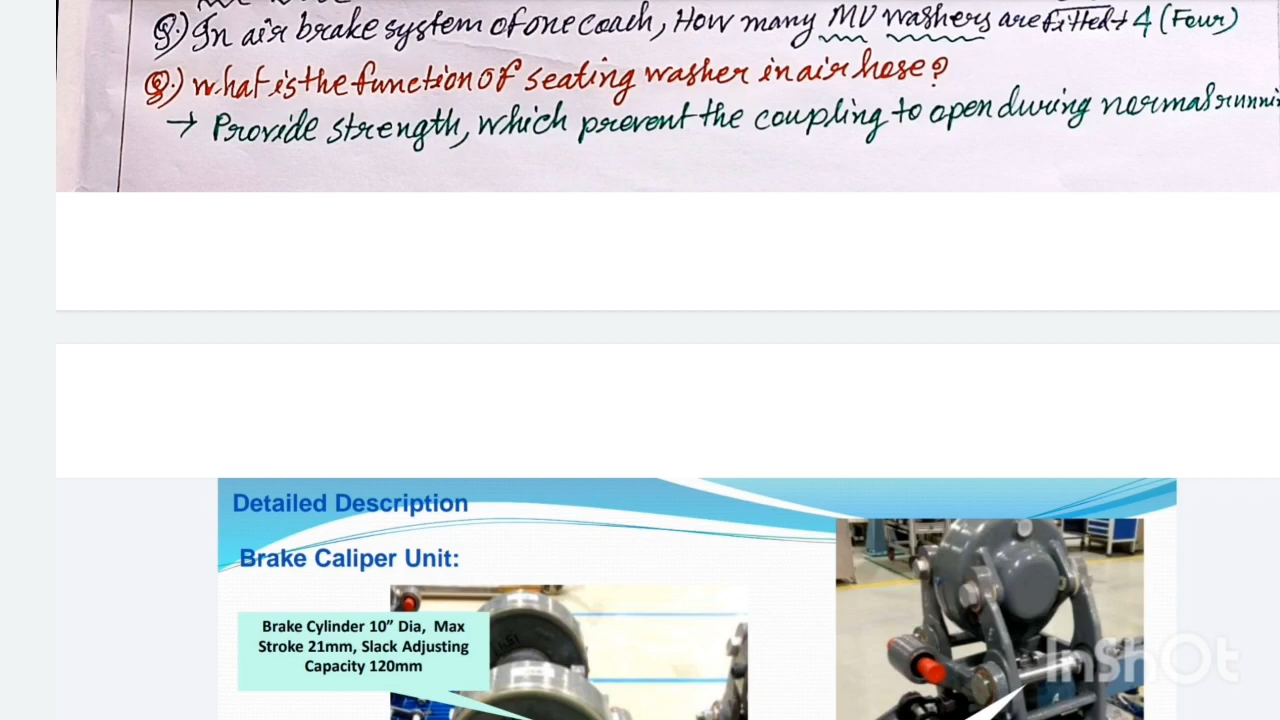 Q.) In air brake system of one coach, How many MU washers are fitted → 4 (Four)
Q.) what is the function of seating washer in air hose?
→ Provide strength, which prevent the coupling to open during normal runni
Detailed Description
Brake Caliper Unit:
Brake Cylinder 10” Dia, Max
Stroke 21mm, Slack Adjusting
Capacity 120mm
InshOt